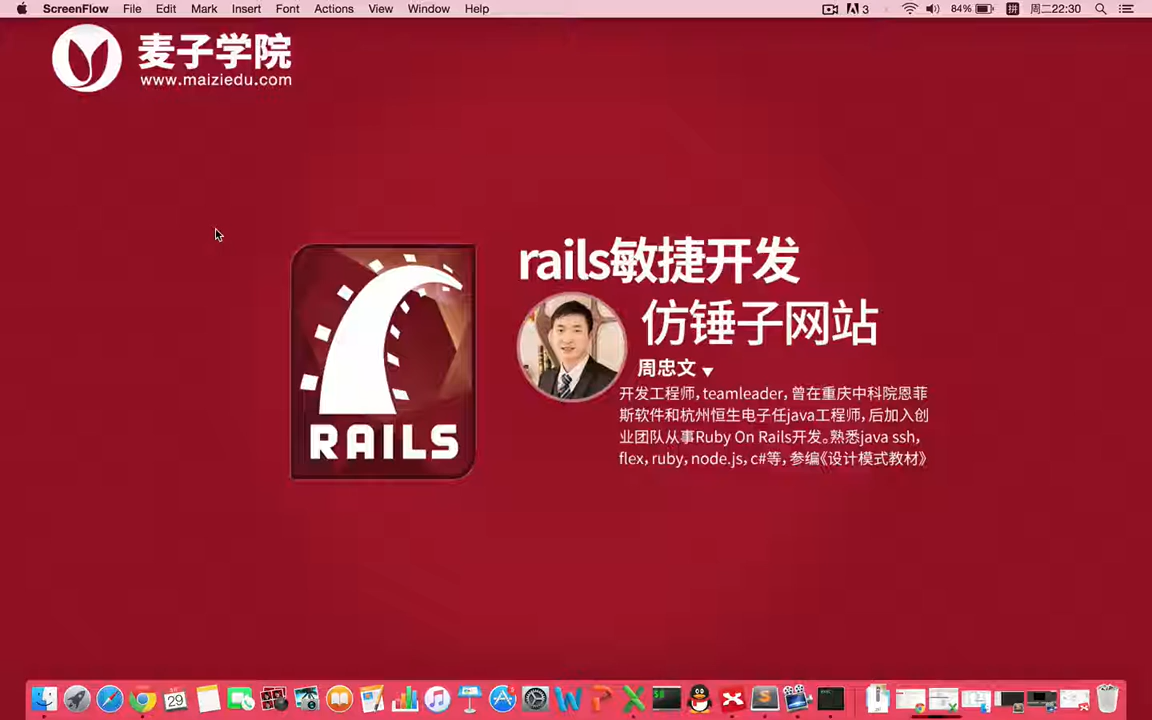 ScreenFlow File Edit Mark Insert Font Actions View Window Help 3 84% 拼 周二22:30
麦子学院
www.maiziedu.com
rails敏捷开发
仿锤子网站
周忠文
开发工程师,teamleader,曾在重庆中科院恩菲
斯软件和杭州恒生电子任java工程师,后加入创
业团队从事Ruby On Rails开发。熟悉java ssh,
flex,ruby,node.js,c#等,参编《设计模式教材》
RAILS
29